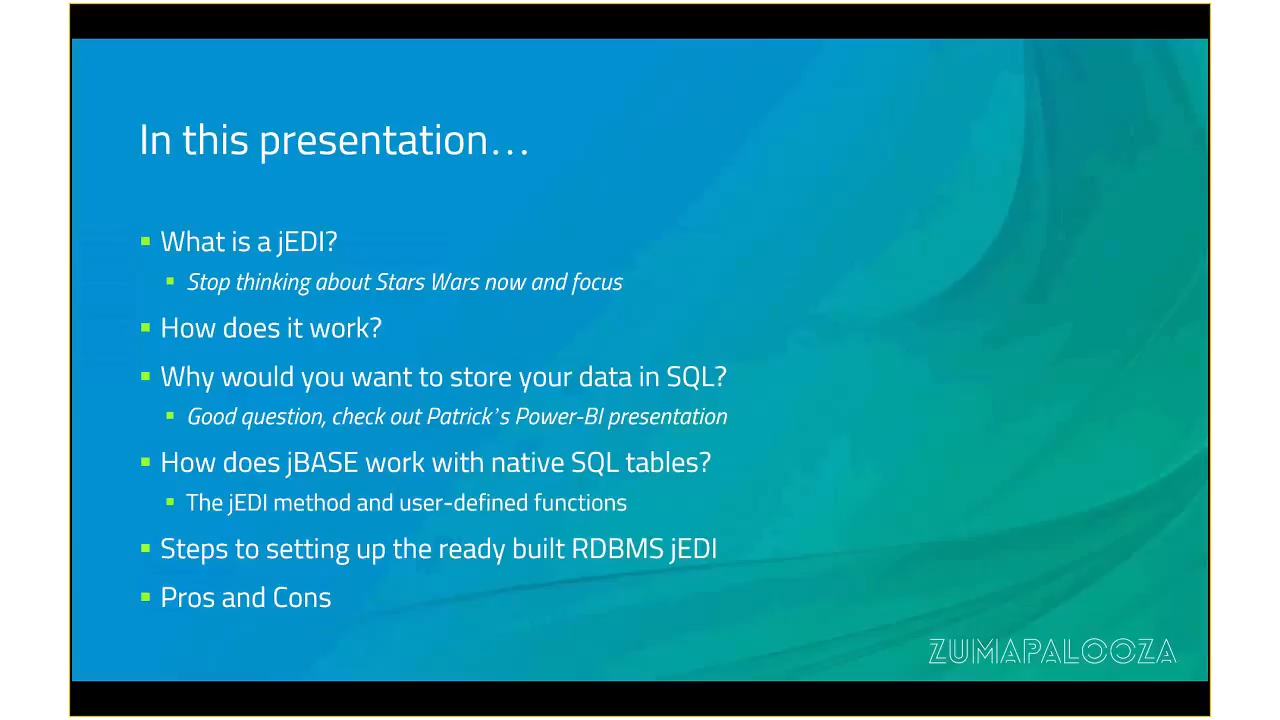 In this presentation…
What is a jEDI?
Stop thinking about Stars Wars now and focus
How does it work?
Why would you want to store your data in SQL?
Good question, check out Patrick's Power-BI presentation
How does jBASE work with native SQL tables?
The jEDI method and user-defined functions
Steps to setting up the ready built RDBMS jEDI
Pros and Cons
ZUMAPALOOZA